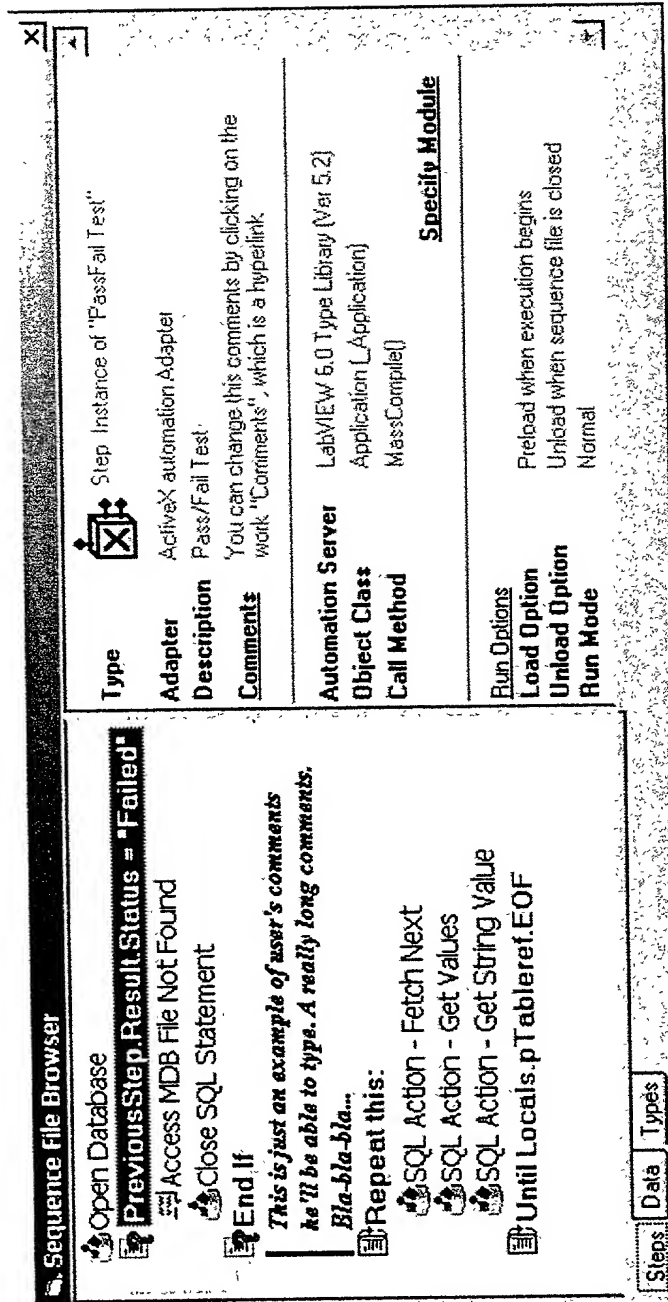 Sequence File Browser
Open Database
PreviousStep.Result.Status = "Failed"
Access MDB File Not Found
Close SQL Statement
End If
This is just an example of user's comments
he'll be able to type. A really long comments.
Bla-bla-bla...
Repeat this:
SQL Action - Fetch Next
SQL Action - Get Values
SQL Action - Get String Value
Until Locals.pTableref.EOF
Steps Data Types
Type Step Instance of "PassFail Test"
Adapter ActiveX automation Adapter
Description Pass/Fail Test
Comments You can change this comments by clicking on the
work "Comments", which is a hyperlink
Automation Server LabVIEW 6.0 Type Library (Ver 5.2)
Object Class Application (_Application)
Call Method MassCompile()
Specify Module
Run Options
Load Option Preload when execution begins
Unload Option Unload when sequence file is closed
Run Mode Normal